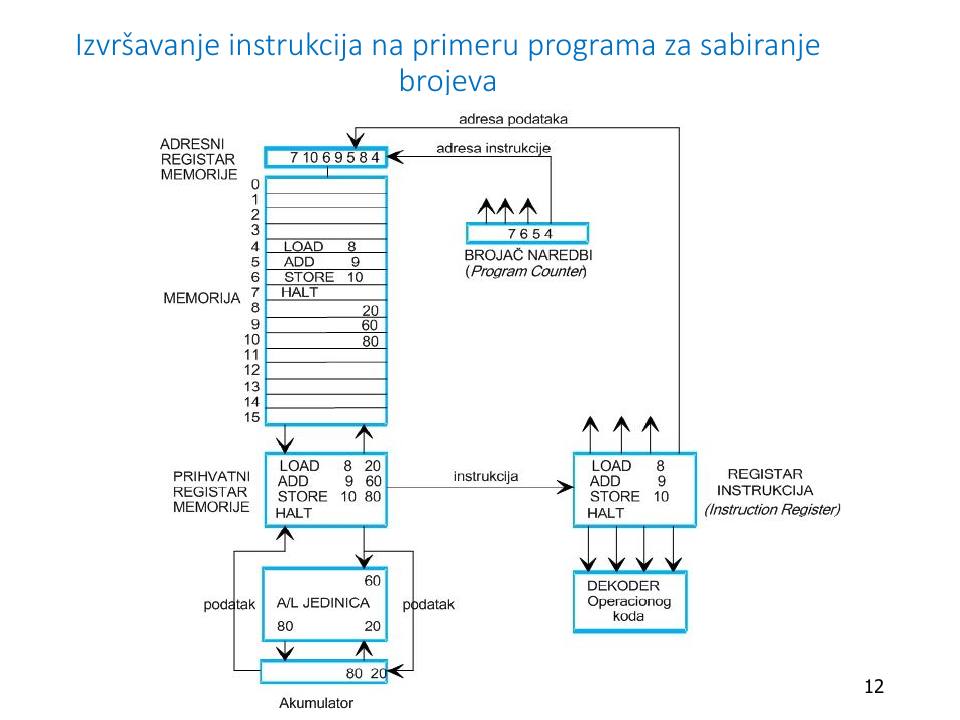 Izvršavanje instrukcija na primeru programa za sabiranje
brojeva
adresa podataka
ADRESNI
REGISTAR
MEMORIJE
7 10 6 9 5 8 4
adresa instrukcije
0
1
2
3
4 LOAD 8
5 ADD 9
6 STORE 10
7 HALT
8 20
9 60
10 80
11
12
13
14
15
MEMORIJA
7 6 5 4
BROJAČ NAREDBI
(Program Counter)
PRIHVATNI
REGISTAR
MEMORIJE
LOAD 8 20
ADD 9 60
STORE 10 80
HALT
instrukcija
LOAD 8
ADD 9
STORE 10
HALT
REGISTAR
INSTRUKCIJA
(Instruction Register)
60
podatak
A/L JEDINICA
podatak
80 20
80 20
Akumulator
DEKODER
Operacionog
koda
12